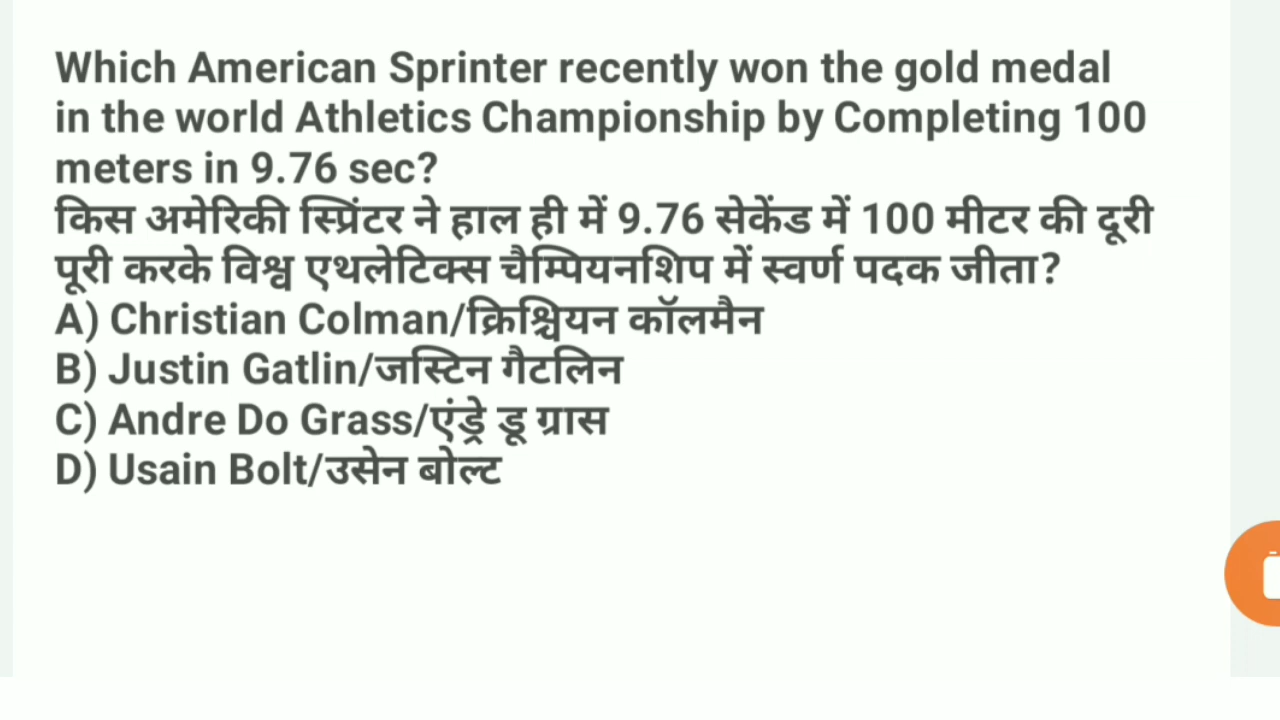 Which American Sprinter recently won the gold medal
in the world Athletics Championship by Completing 100
meters in 9.76 sec?
किस अमेरिकी स्प्रिंटर ने हाल ही में 9.76 सेकेंड में 100 मीटर की दूरी
पूरी करके विश्व एथलेटिक्स चैम्पियनशिप में स्वर्ण पदक जीता?
A) Christian Colman/क्रिश्चियन कॉलमैन
B) Justin Gatlin/जस्टिन गैटलिन
C) Andre Do Grass/एंड्रे डू ग्रास
D) Usain Bolt/उसेन बोल्ट